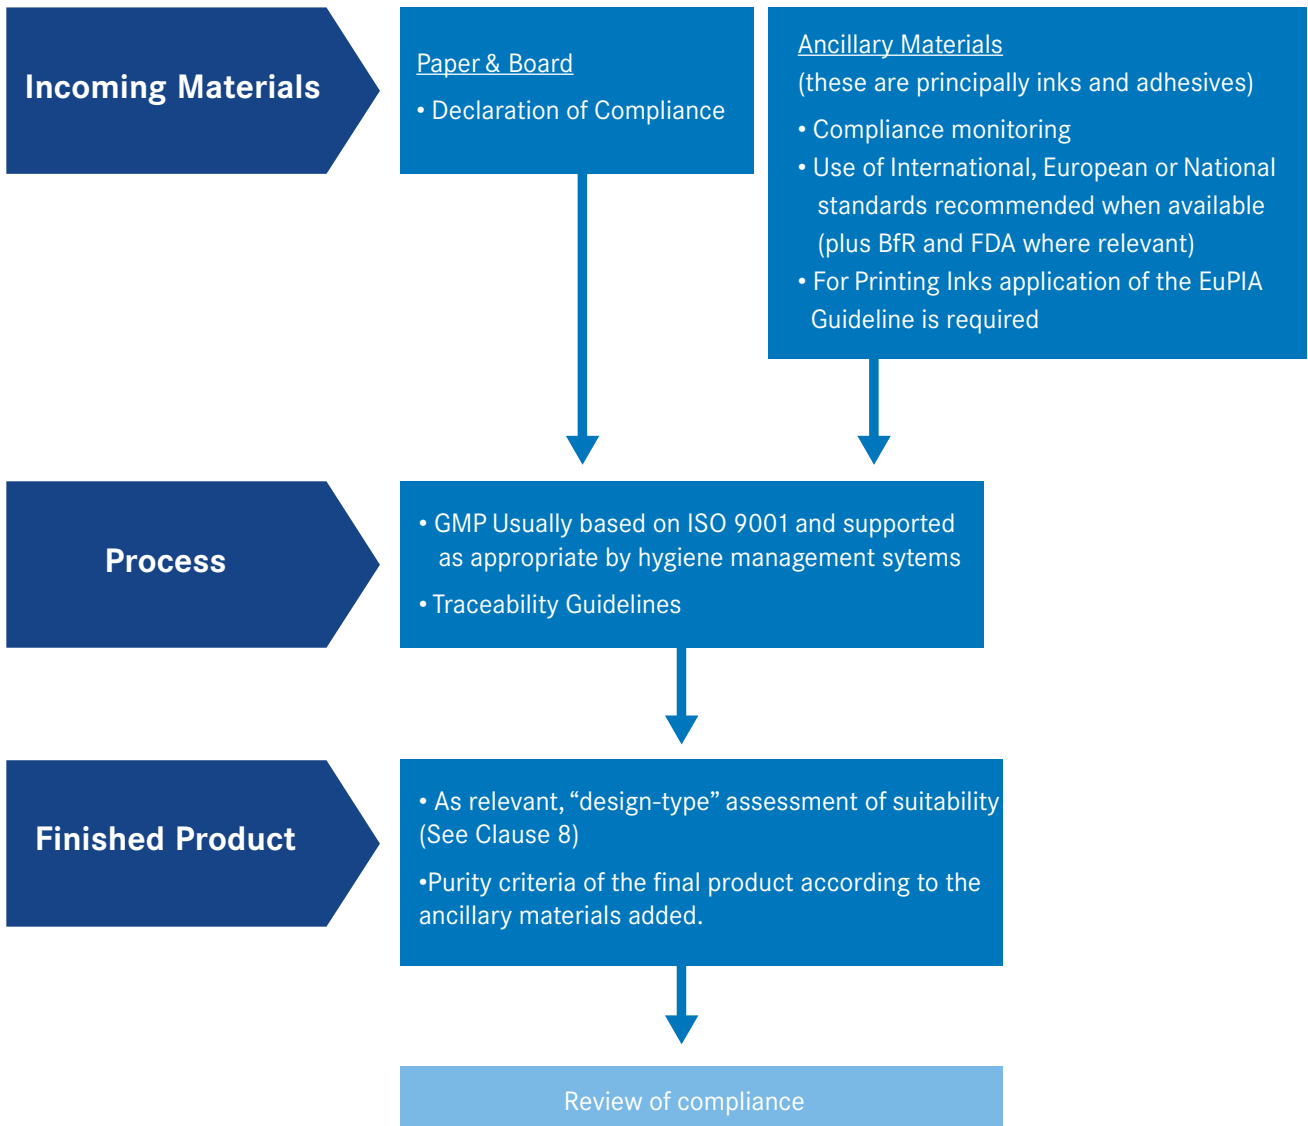 Incoming Materials
Paper & Board
• Declaration of Compliance
Ancillary Materials
(these are principally inks and adhesives)
• Compliance monitoring
• Use of International, European or National
standards recommended when available
(plus BfR and FDA where relevant)
• For Printing Inks application of the EuPIA
Guideline is required
Process
• GMP Usually based on ISO 9001 and supported
as appropriate by hygiene management sytems
• Traceability Guidelines
Finished Product
• As relevant, “design-type” assessment of suitability
(See Clause 8)
•Purity criteria of the final product according to the
ancillary materials added.
Review of compliance